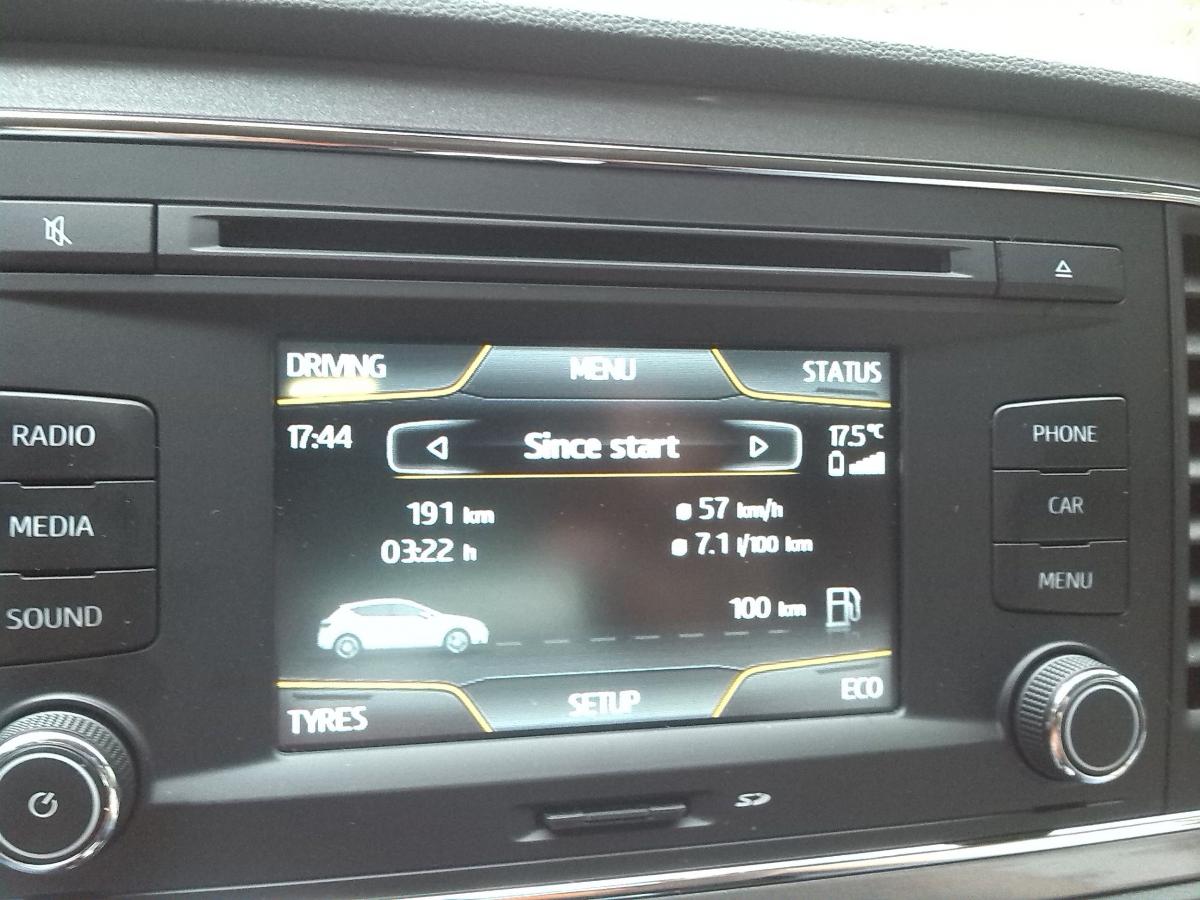 DRIVING MENU STATUS
17:44 Since start 17.5°C
191 km ø 57 km/h
03:22 h ø 7.1 l/100 km
100 km
TYRES SETUP ECO
RADIO
MEDIA
SOUND
PHONE
CAR
MENU
SD